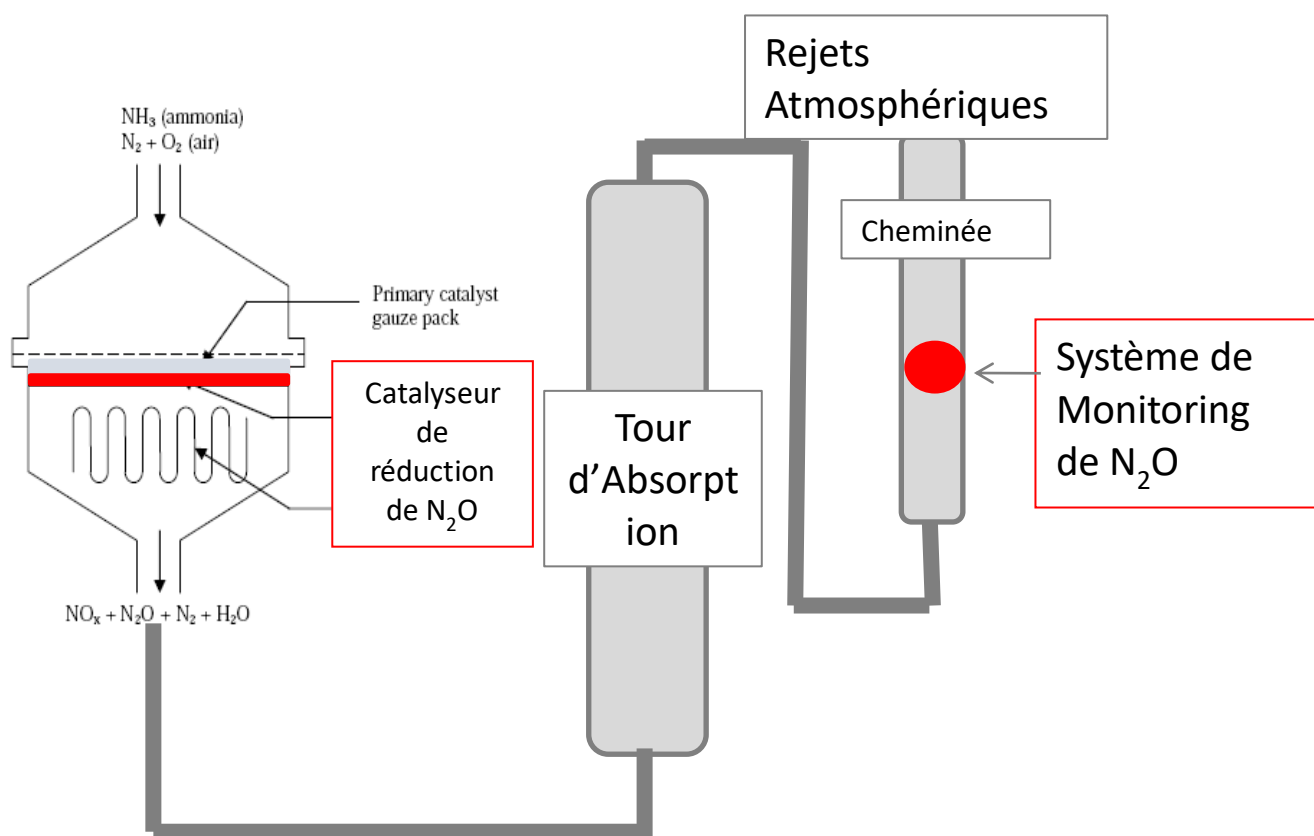 NH₃ (ammonia)
N₂ + O₂ (air)
Primary catalyst
gauze pack
Catalyseur
de
réduction
de N₂O
NOₓ + N₂O + N₂ + H₂O
Tour
d’Absorpt
ion
Rejets
Atmosphériques
Cheminée
Système de
Monitoring
de N₂O